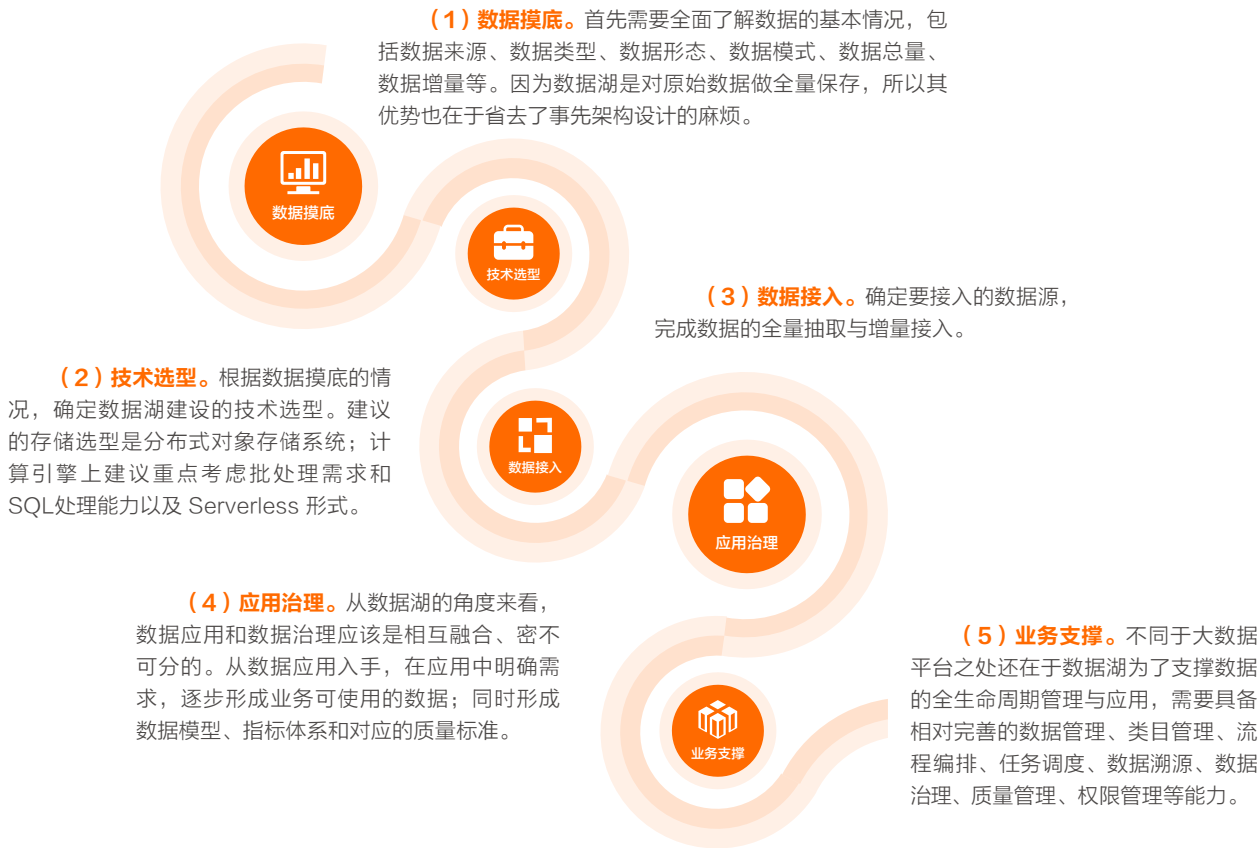 （1）数据摸底。首先需要全面了解数据的基本情况，包
括数据来源、数据类型、数据形态、数据模式、数据总量、
数据增量等。因为数据湖是对原始数据做全量保存，所以其
优势也在于省去了事先架构设计的麻烦。
数据摸底
技术选型
（3）数据接入。确定要接入的数据源，
完成数据的全量抽取与增量接入。
（2）技术选型。根据数据摸底的情
况，确定数据湖建设的技术选型。建议
的存储选型是分布式对象存储系统；计
算引擎上建议重点考虑批处理需求和
SQL处理能力以及 Serverless 形式。
数据接入
应用治理
（4）应用治理。从数据湖的角度来看，
数据应用和数据治理应该是相互融合、密不
可分的。从数据应用入手，在应用中明确需
求，逐步形成业务可使用的数据；同时形成
数据模型、指标体系和对应的质量标准。
业务支撑
（5）业务支撑。不同于大数据
平台之处还在于数据湖为了支撑数据
的全生命周期管理与应用，需要具备
相对完善的数据管理、类目管理、流
程编排、任务调度、数据溯源、数据
治理、质量管理、权限管理等能力。